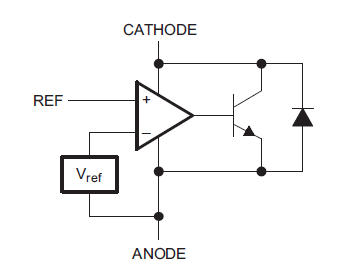 CATHODE
REF
+
−
Vref
ANODE